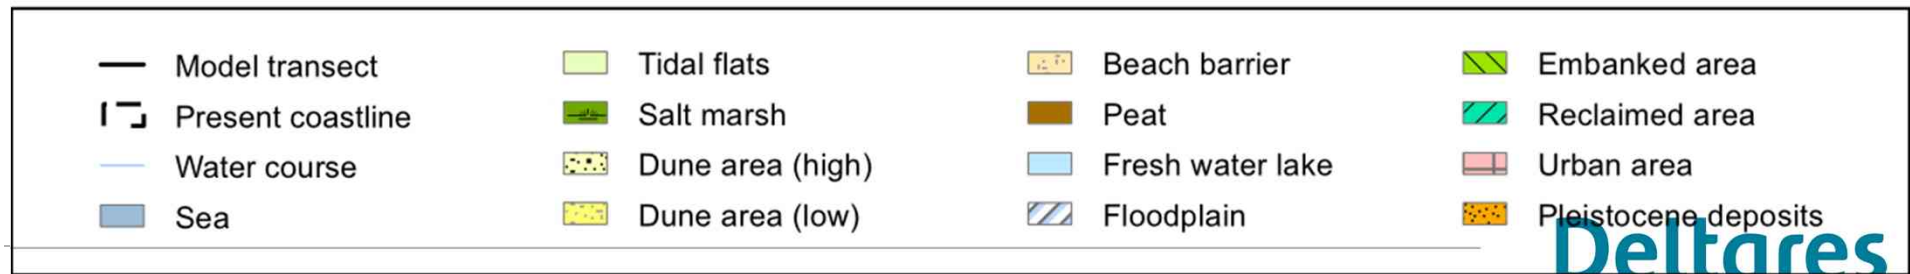 Model transect
Present coastline
Water course
Sea
Tidal flats
Salt marsh
Dune area (high)
Dune area (low)
Beach barrier
Peat
Fresh water lake
Floodplain
Embanked area
Reclaimed area
Urban area
Pleistocene deposits
Deltares